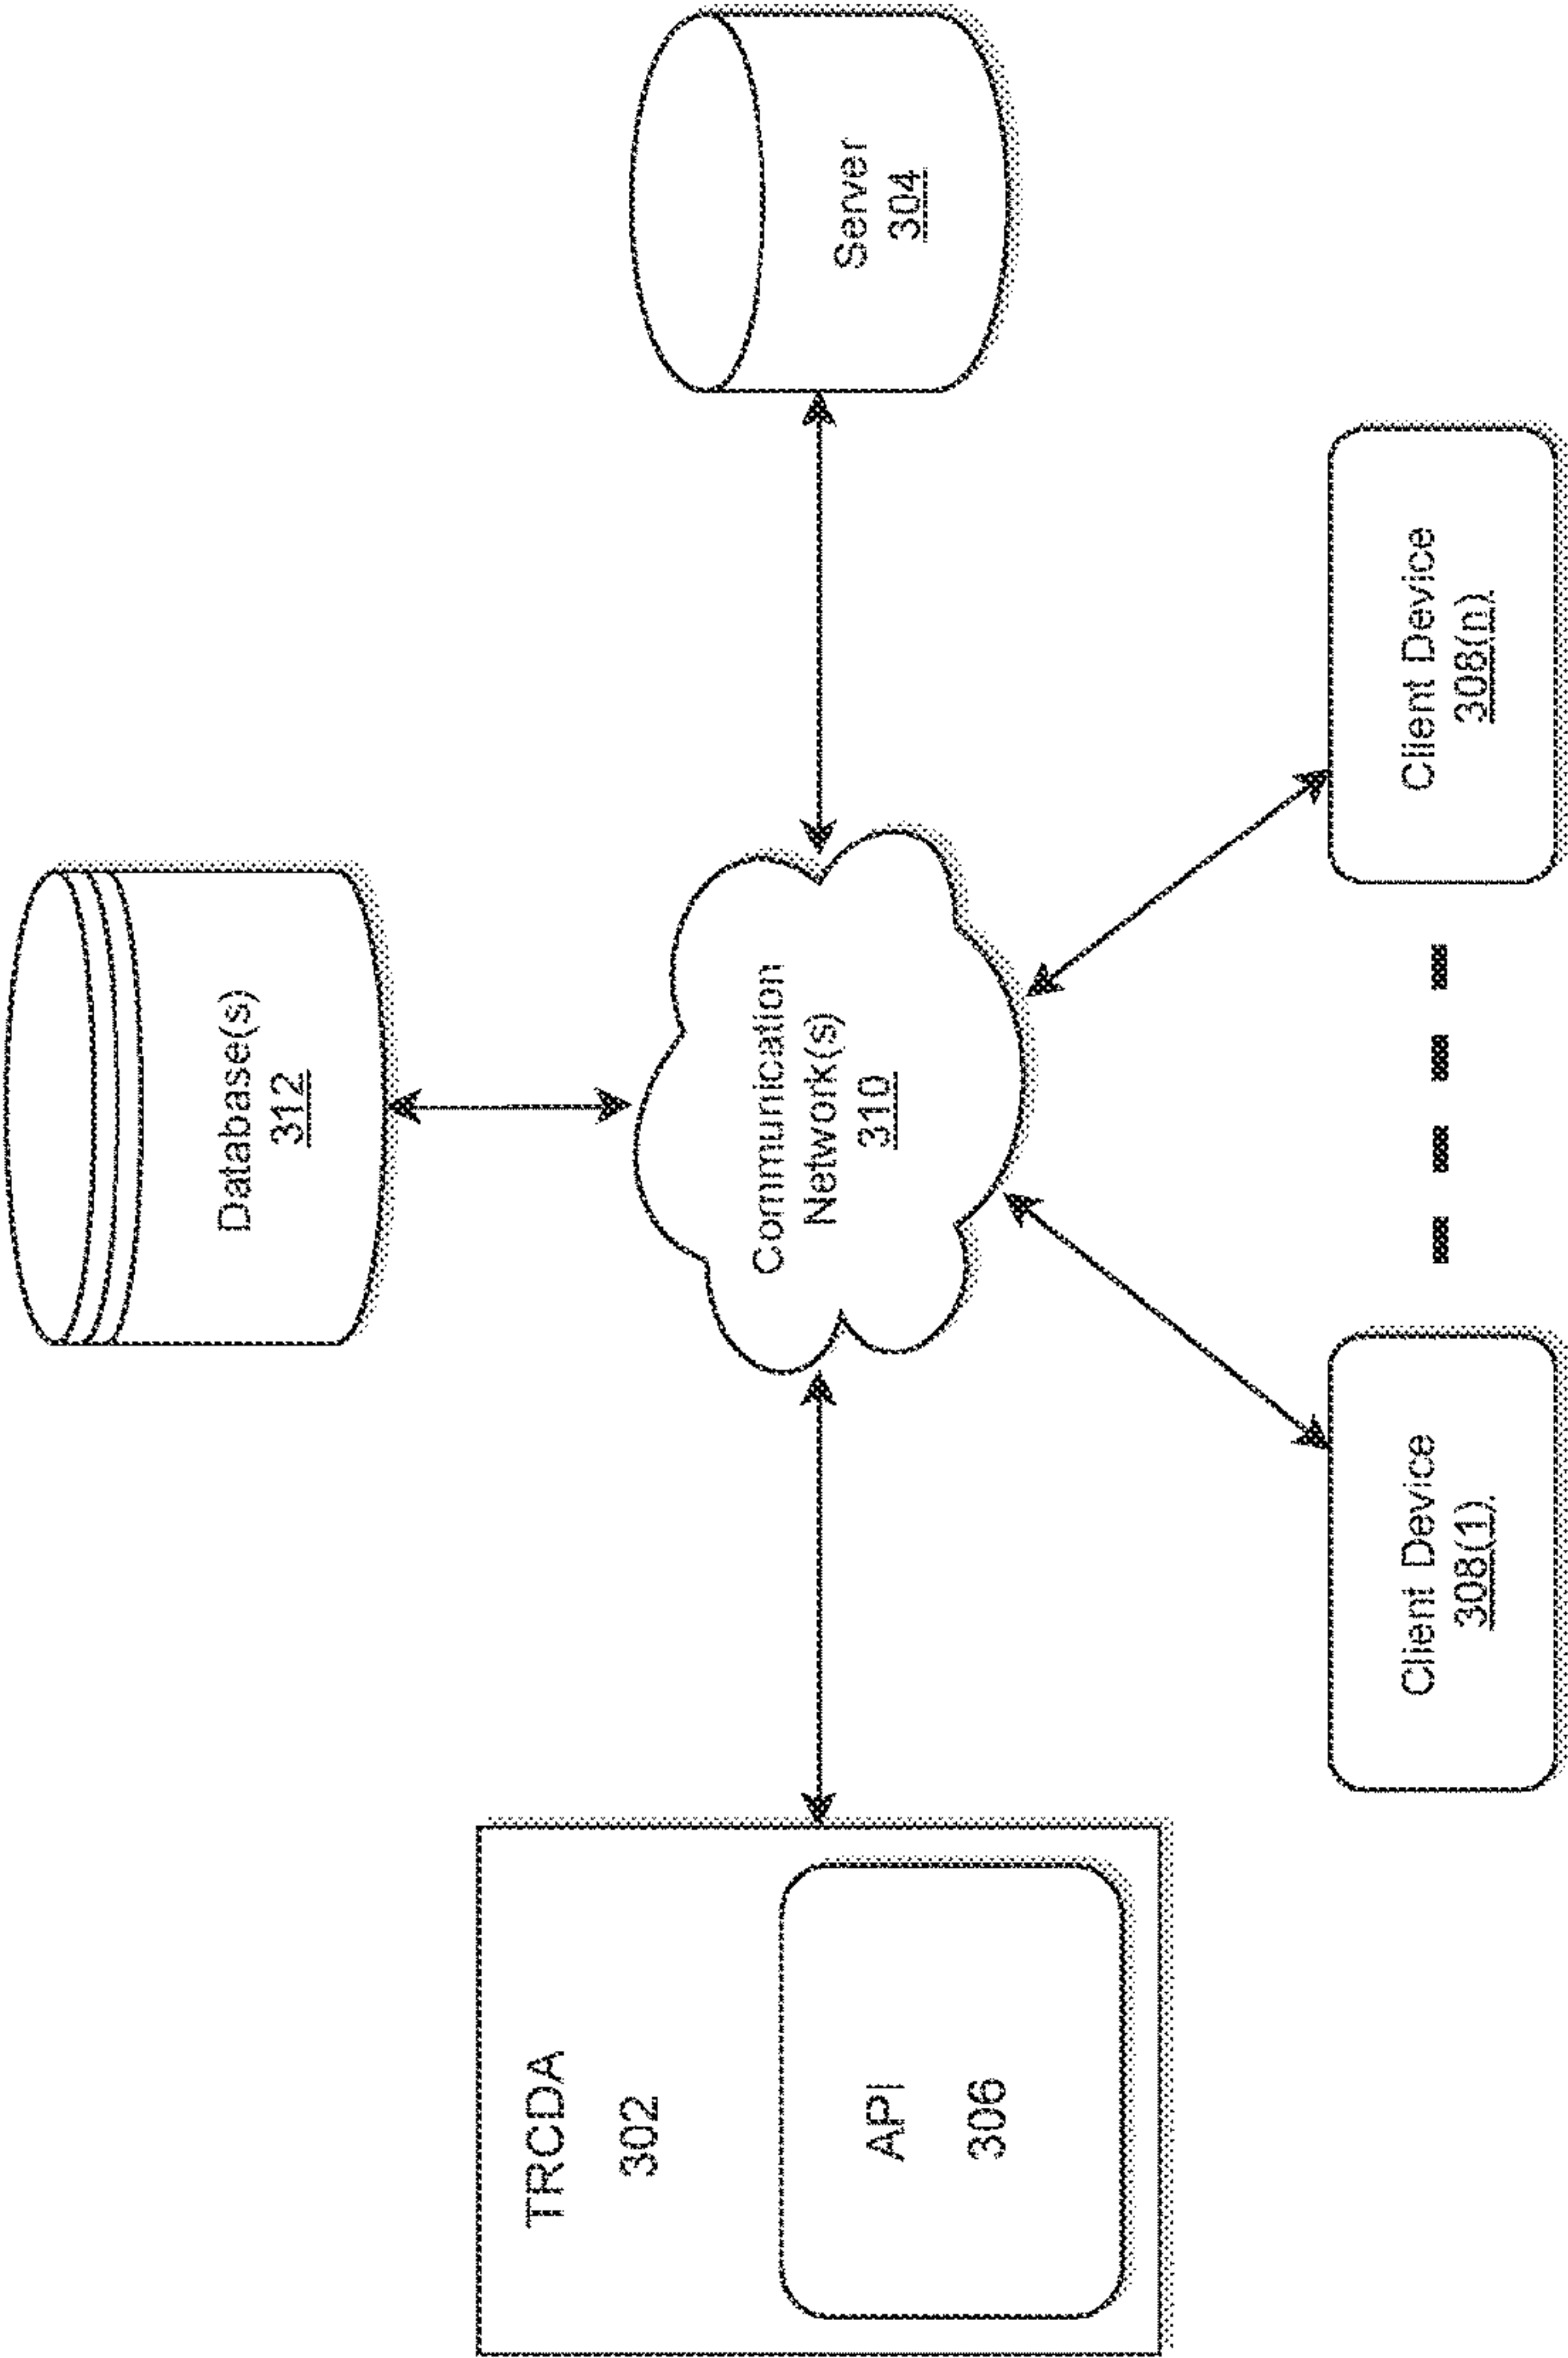 Database(s)
312
TRCDA
302
API
306
Communication
Network(s)
310
Server
304
Client Device
308(1)
Client Device
308(n)